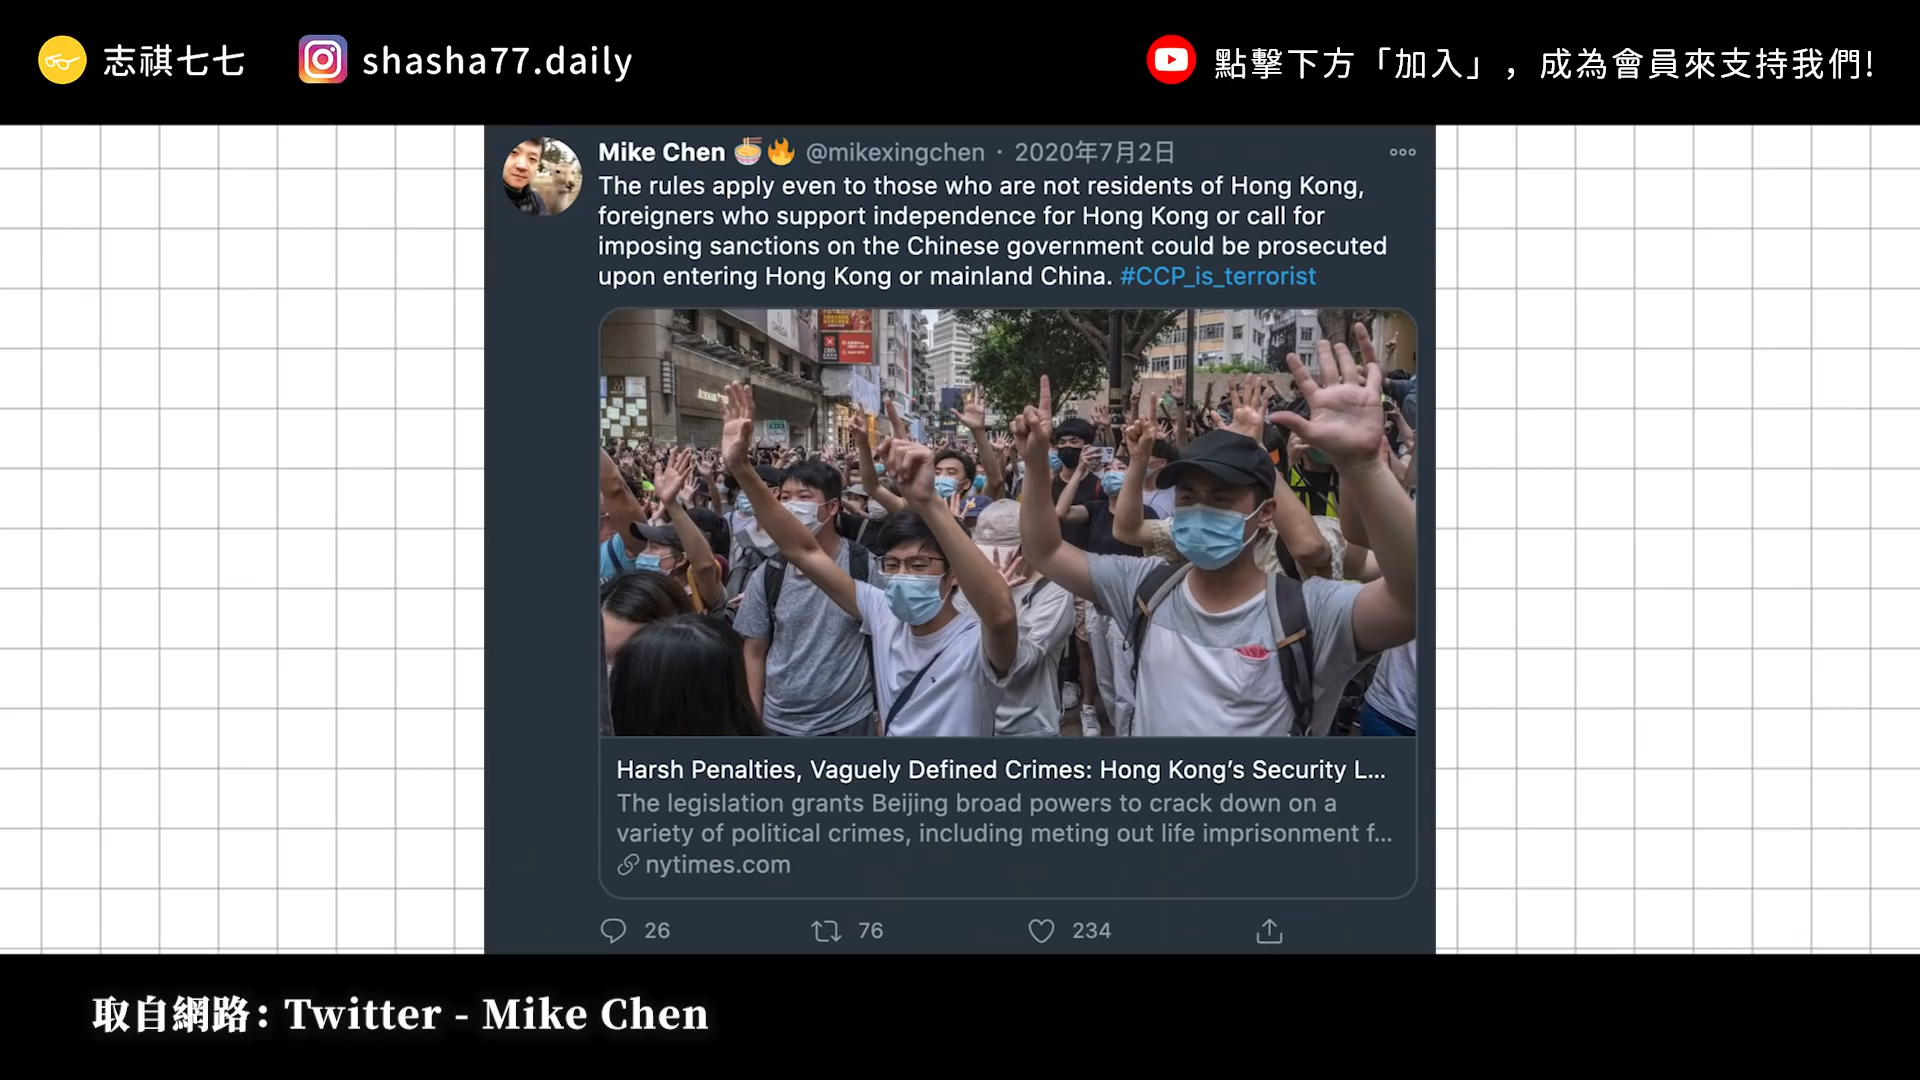 志祺七七
shasha77.daily
點擊下方「加入」，成為會員來支持我們!
Mike Chen 🍜🔥 @mikexingchen · 2020年7月2日
The rules apply even to those who are not residents of Hong Kong,
foreigners who support independence for Hong Kong or call for
imposing sanctions on the Chinese government could be prosecuted
upon entering Hong Kong or mainland China. #CCP_is_terrorist
Harsh Penalties, Vaguely Defined Crimes: Hong Kong’s Security L...
The legislation grants Beijing broad powers to crack down on a
variety of political crimes, including meting out life imprisonment f...
nytimes.com
26
76
234
取自網路：Twitter - Mike Chen